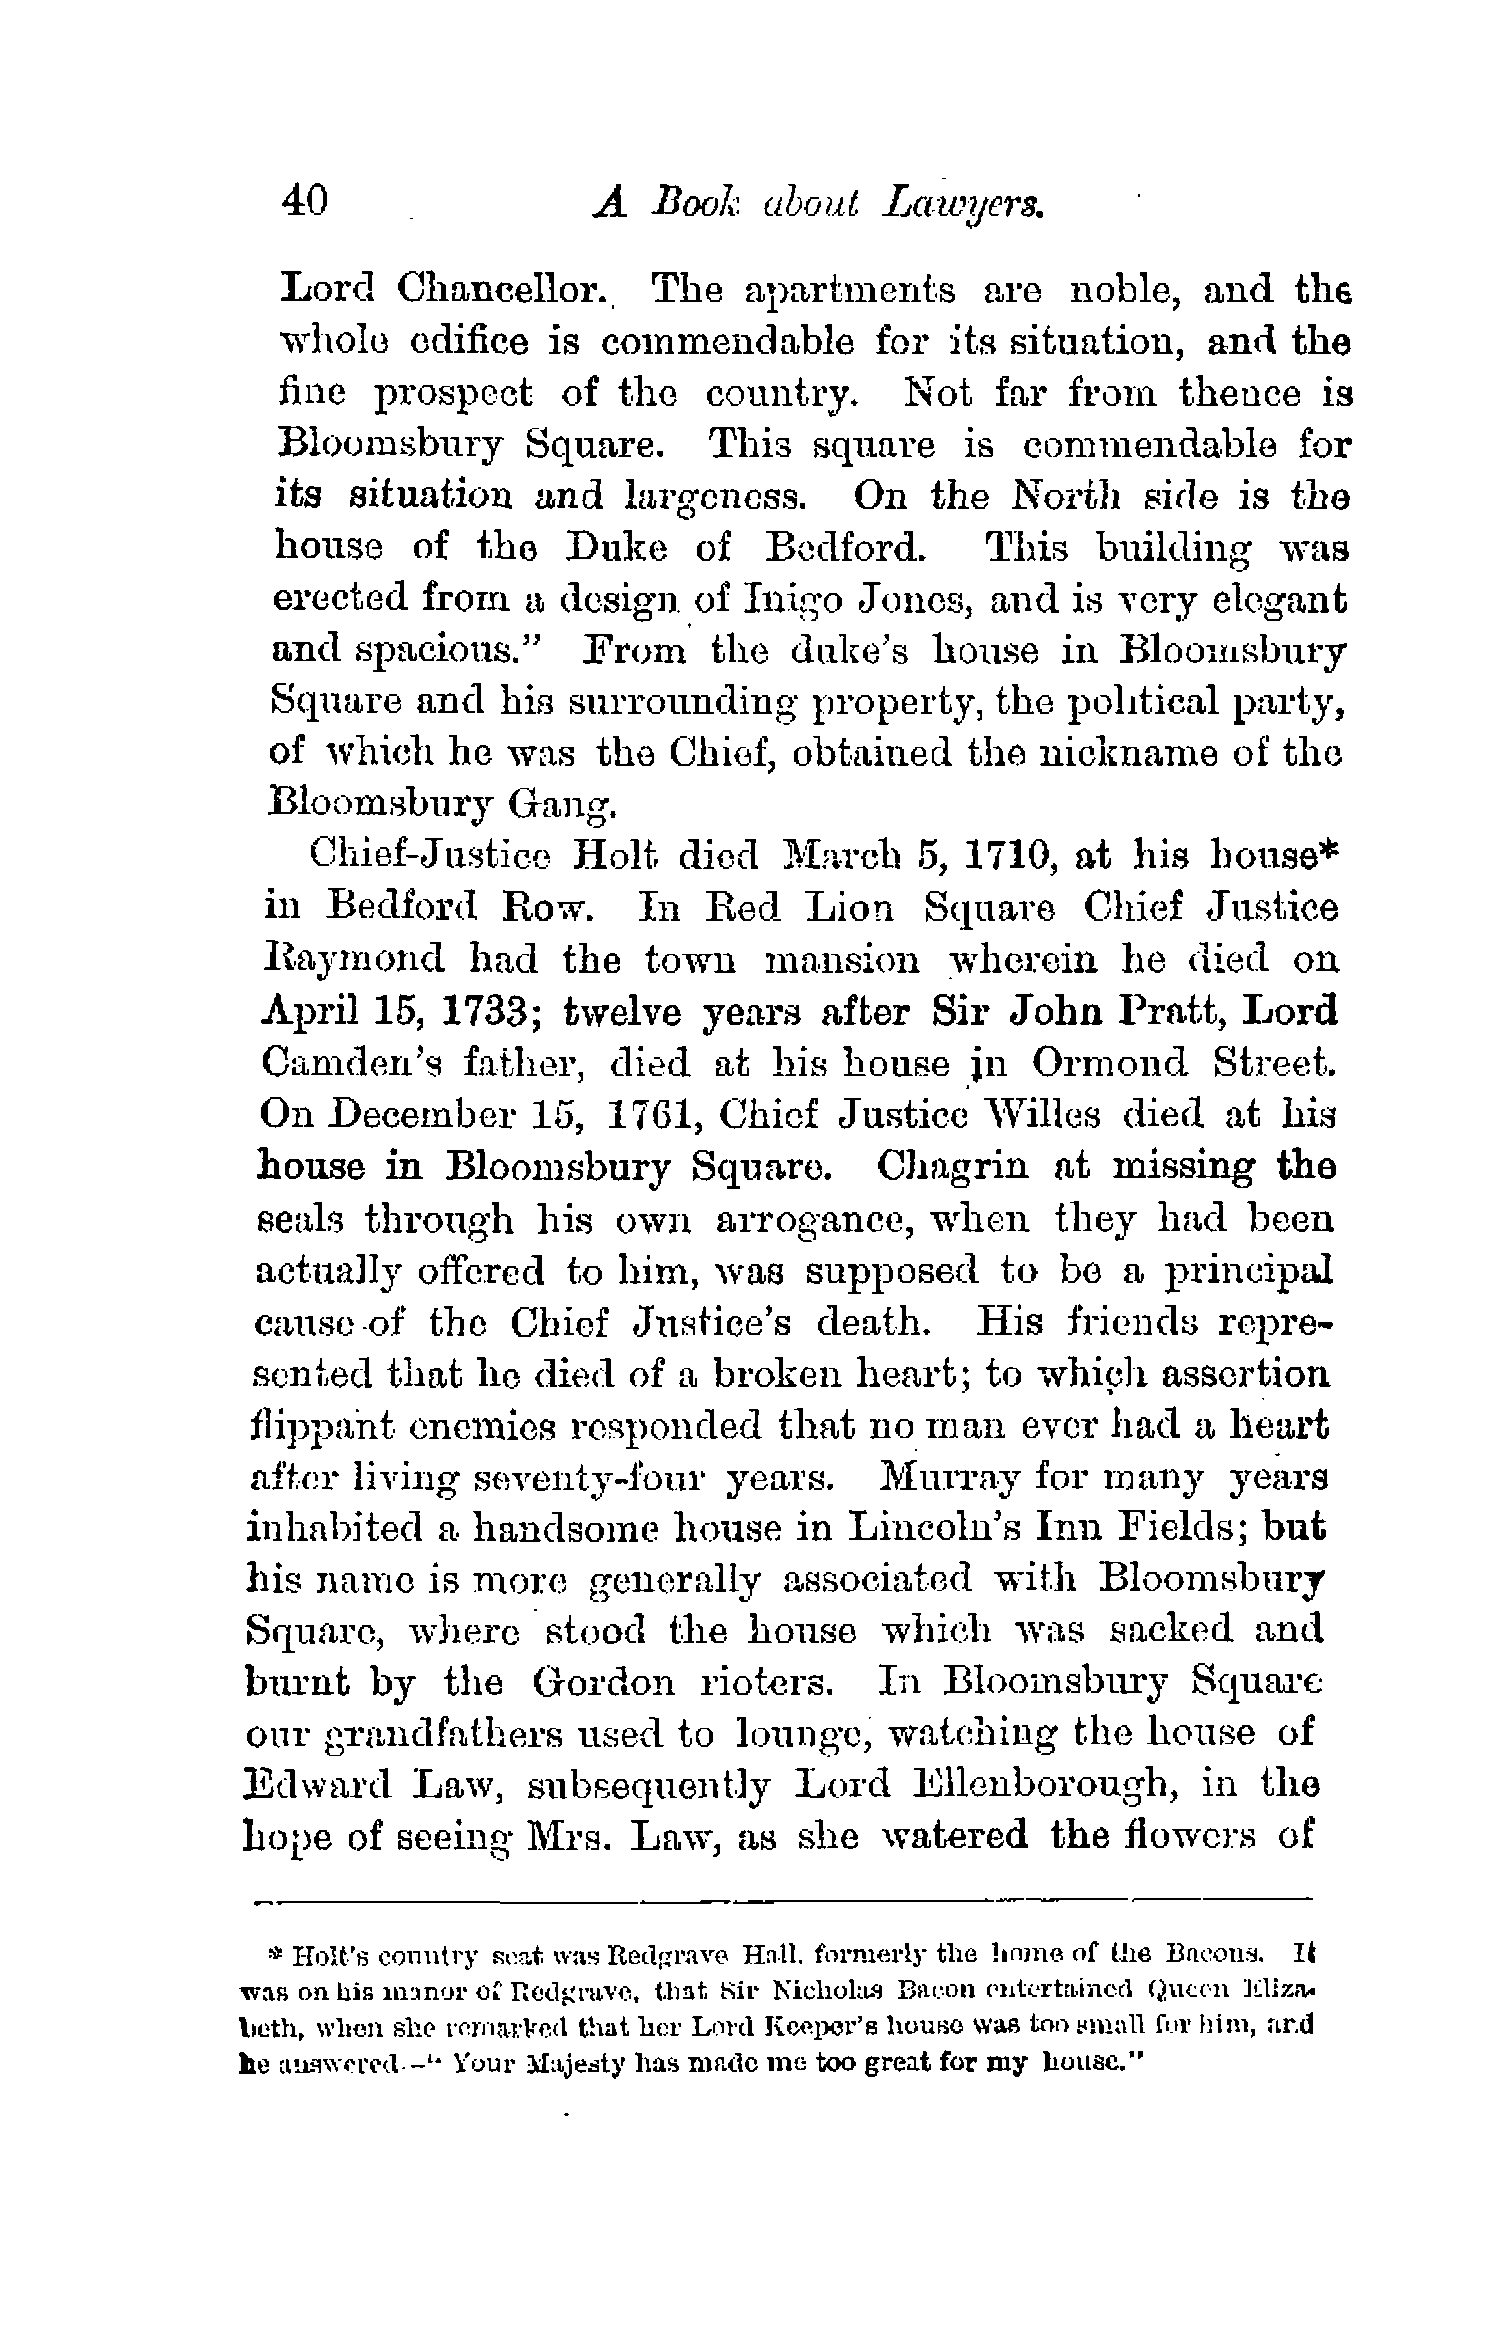 40 A Book about Lawyers.
Lord Chancellor. The apartments are noble, and the
whole edifice is commendable for its situation, and the
fine prospect of the country. Not far from thence is
Bloomsbury Square. This square is commendable for
its situation and largeness. On the North side is the
house of the Duke of Bedford. This building was
erected from a design of Inigo Jones, and is very elegant
and spacious." From the duke's house in Bloomsbury
Square and his surrounding property, the political party,
of which he was the Chief, obtained the nickname of the
Bloomsbury Gang.
Chief-Justice Holt died March 5, 1710, at his house*
in Bedford Row. In Red Lion Square Chief Justice
Raymond had the town mansion wherein he died on
April 15, 1733; twelve years after Sir John Pratt, Lord
Camden's father, died at his house in Ormond Street.
On December 15, 1761, Chief Justice Willes died at his
house in Bloomsbury Square. Chagrin at missing the
seals through his own arrogance, when they had been
actually offered to him, was supposed to be a principal
cause of the Chief Justice's death. His friends repre-
sented that he died of a broken heart; to which assertion
flippant enemies responded that no man ever had a heart
after living seventy-four years. Murray for many years
inhabited a handsome house in Lincoln's Inn Fields; but
his name is more generally associated with Bloomsbury
Square, where stood the house which was sacked and
burnt by the Gordon rioters. In Bloomsbury Square
our grandfathers used to lounge, watching the house of
Edward Law, subsequently Lord Ellenborough, in the
hope of seeing Mrs. Law, as she watered the flowers of
* Holt's country seat was Redgrave Hall, formerly the home of the Bacons. It
was on his manor of Redgrave, that Sir Nicholas Bacon entertained Queen Eliza-
beth, when she remarked that her Lord Keeper's house was too small for him, and
he answered—"Your Majesty has made me too great for my house."